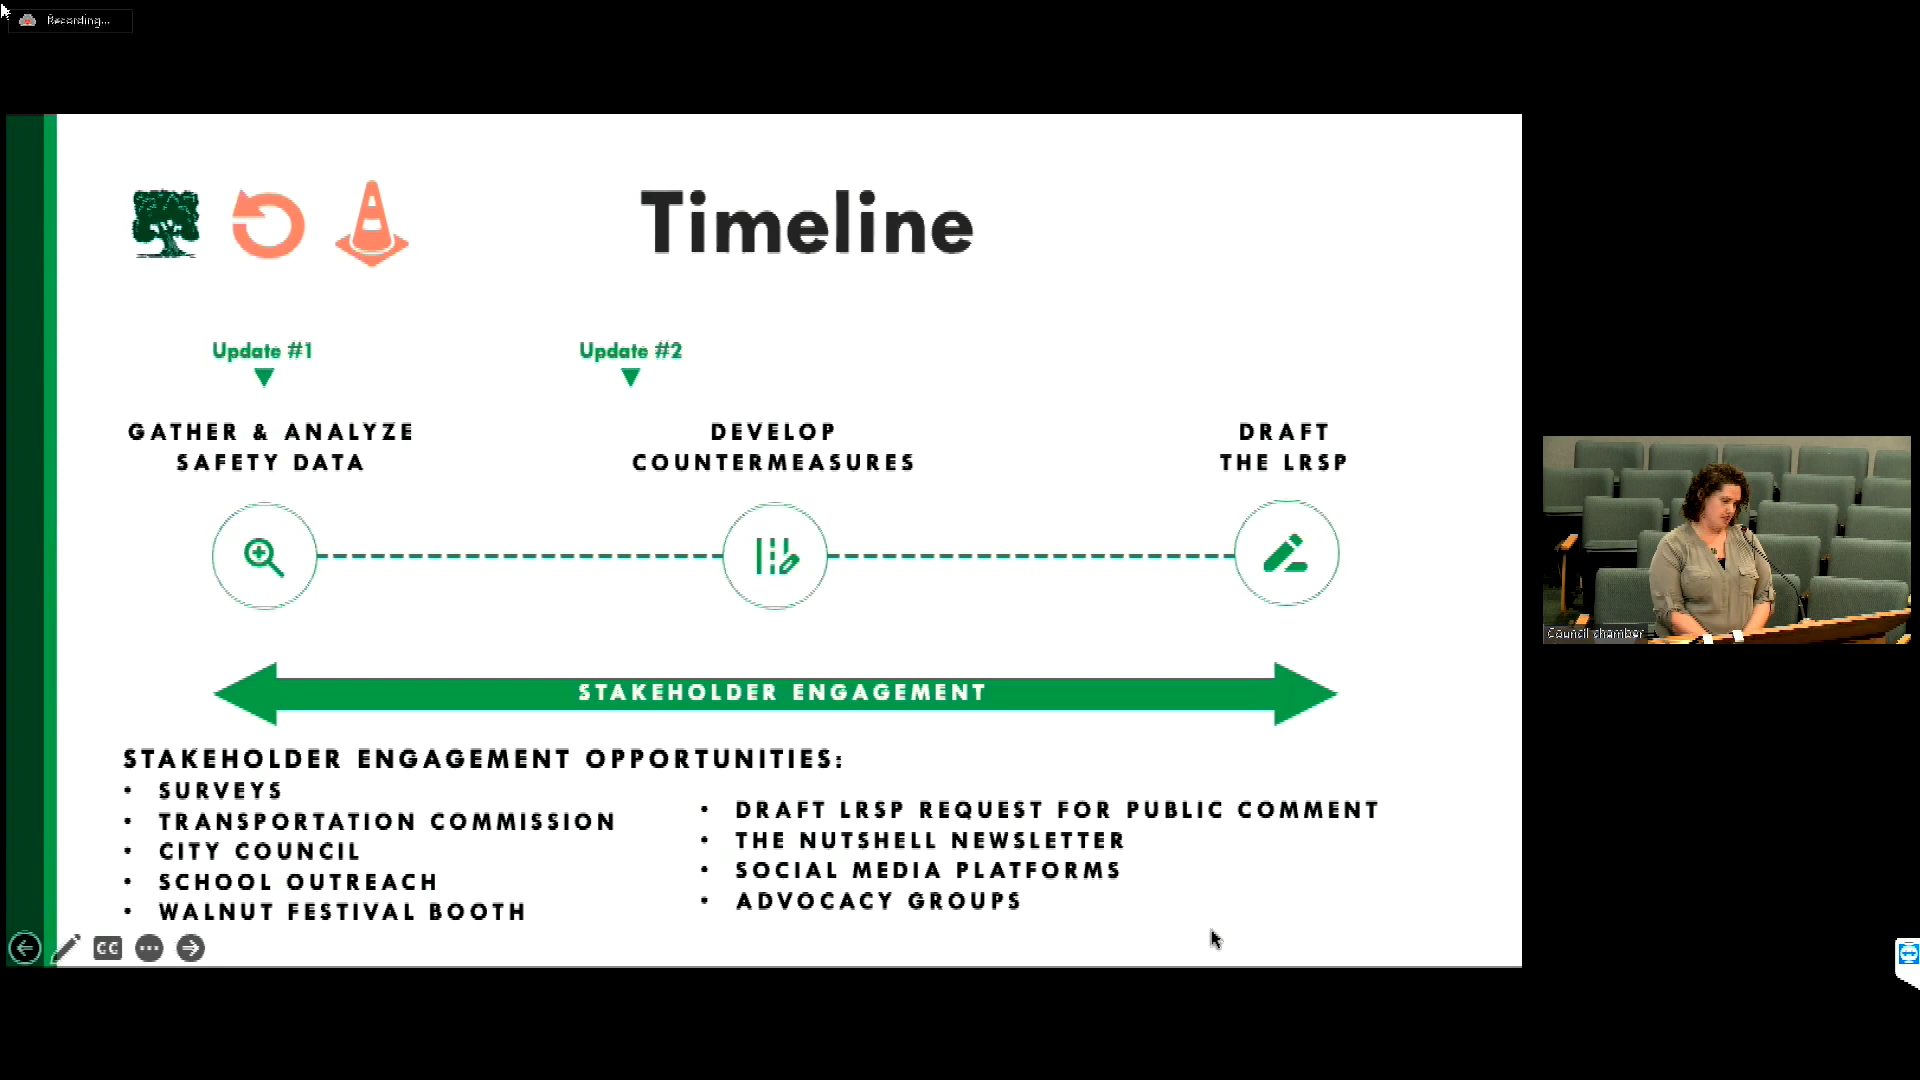 Recording...
Timeline
Update #1
Update #2
GATHER & ANALYZE
SAFETY DATA
DEVELOP
COUNTERMEASURES
DRAFT
THE LRSP
STAKEHOLDER ENGAGEMENT
STAKEHOLDER ENGAGEMENT OPPORTUNITIES:
• SURVEYS
• TRANSPORTATION COMMISSION
• CITY COUNCIL
• SCHOOL OUTREACH
• WALNUT FESTIVAL BOOTH
• DRAFT LRSP REQUEST FOR PUBLIC COMMENT
• THE NUTSHELL NEWSLETTER
• SOCIAL MEDIA PLATFORMS
• ADVOCACY GROUPS
CC
Council chamber